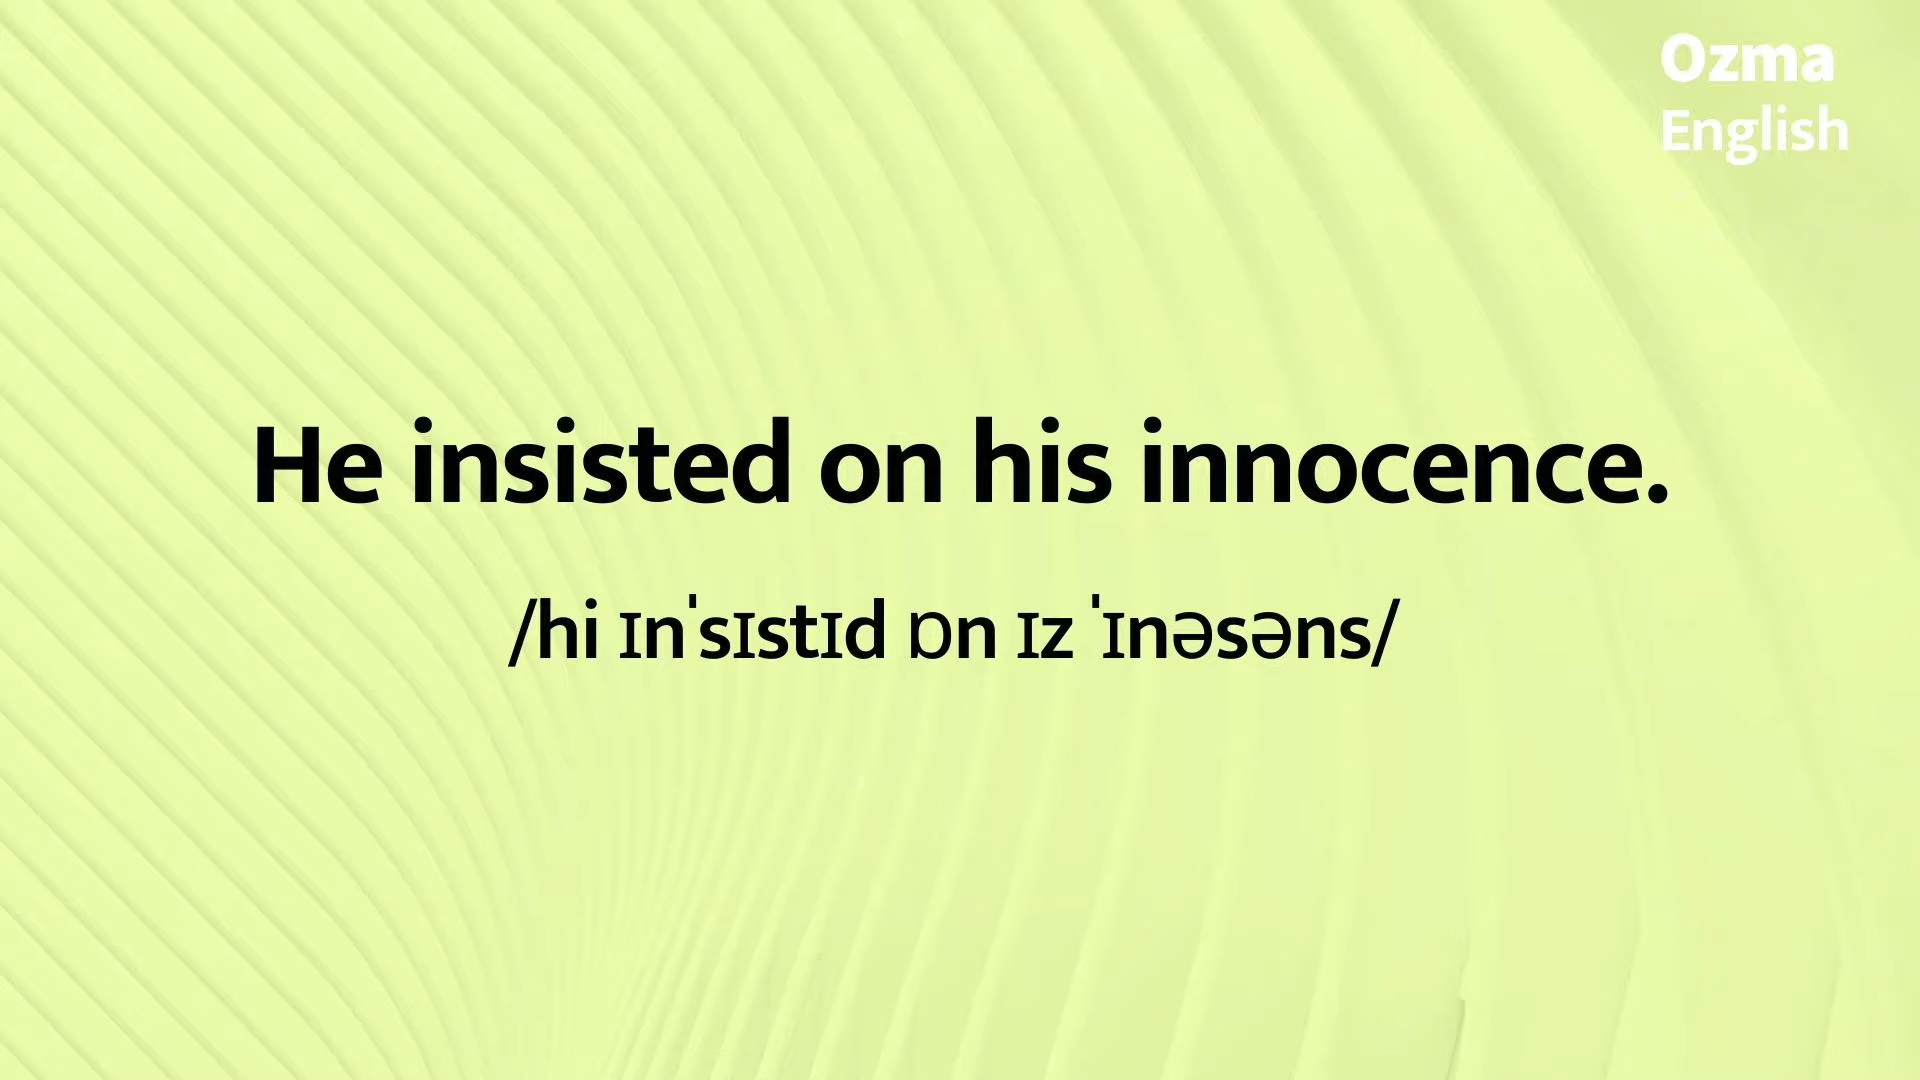 Ozma
English
He insisted on his innocence.
/hi ɪnˈsɪstɪd ɒn ɪz ˈɪnəsəns/